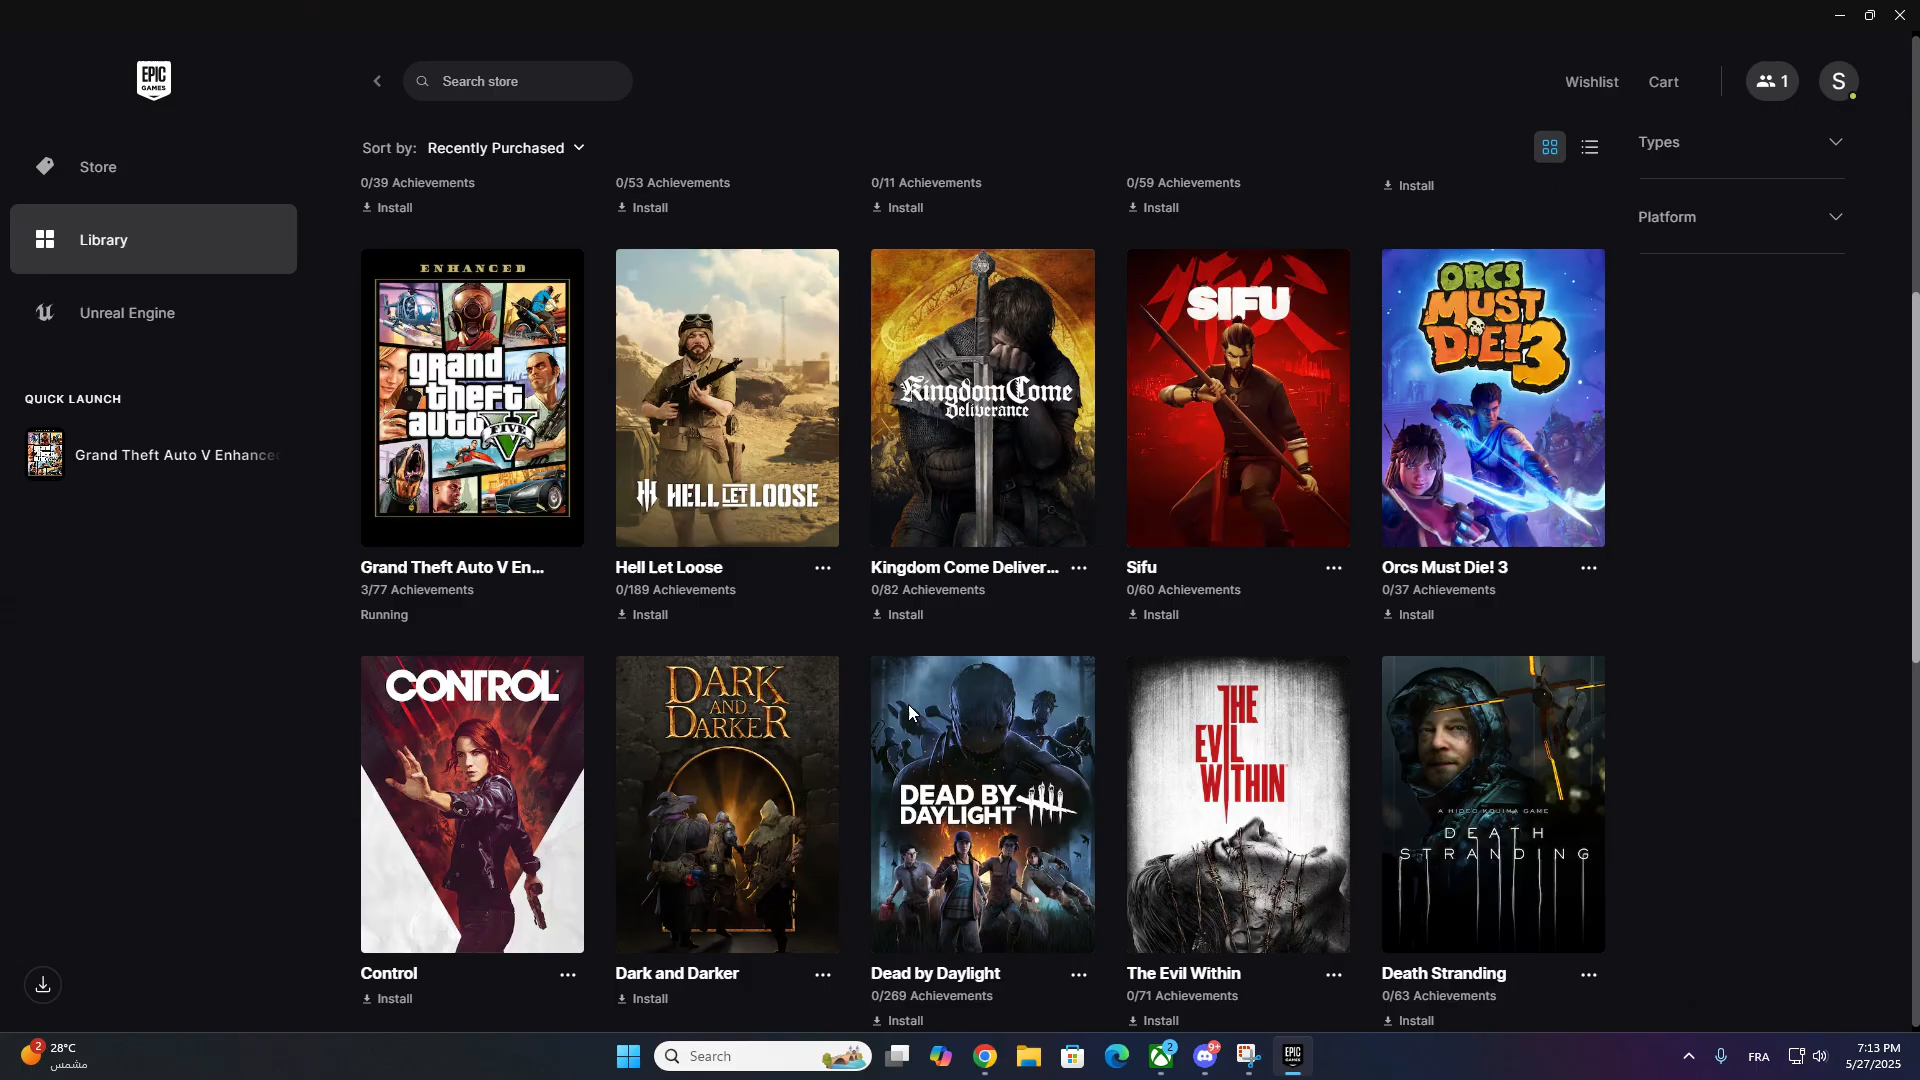 EPIC
GAMES
Search store
Wishlist
Cart
1
S
Store
Library
Unreal Engine
QUICK LAUNCH
Grand Theft Auto V Enhanced
Sort by: Recently Purchased
Types
Platform
0/39 Achievements
0/53 Achievements
0/11 Achievements
0/59 Achievements
Install
Install
Install
Install
Install
ENHANCED
grand
theft
auto
FIVE
V
HELL LET LOOSE
Kingdom Come
Deliverance
SIFU
ORCS
MUST
DIE! 3
Grand Theft Auto V En...
3/77 Achievements
Running
Hell Let Loose
0/189 Achievements
Install
Kingdom Come Deliver...
0/82 Achievements
Install
Sifu
0/60 Achievements
Install
Orcs Must Die! 3
0/37 Achievements
Install
CONTROL
DARK
AND
DARKER
DEAD BY
DAYLIGHT
THE
EVIL
WITHIN
A HIDEO KOJIMA GAME
DEATH
STRANDING
Control
Install
Dark and Darker
Install
Dead by Daylight
0/269 Achievements
Install
The Evil Within
0/71 Achievements
Install
Death Stranding
0/63 Achievements
Install
2
28°C
مشمس
Search
2
9+
EPIC
GAMES
FRA
7:13 PM
5/27/2025